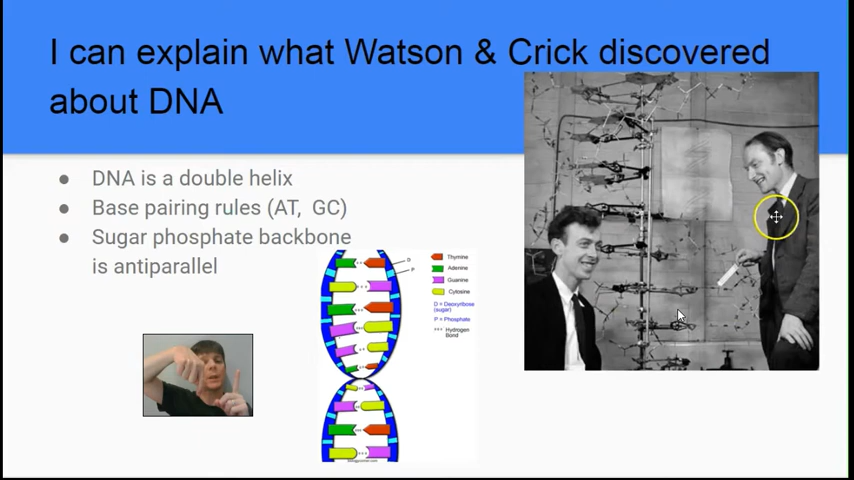 I can explain what Watson & Crick discovered
about DNA
● DNA is a double helix
● Base pairing rules (AT, GC)
● Sugar phosphate backbone
is antiparallel
D
P
Thymine
Adenine
Guanine
Cytosine
D = Deoxyribose
(sugar)
P = Phosphate
Hydrogen
Bond